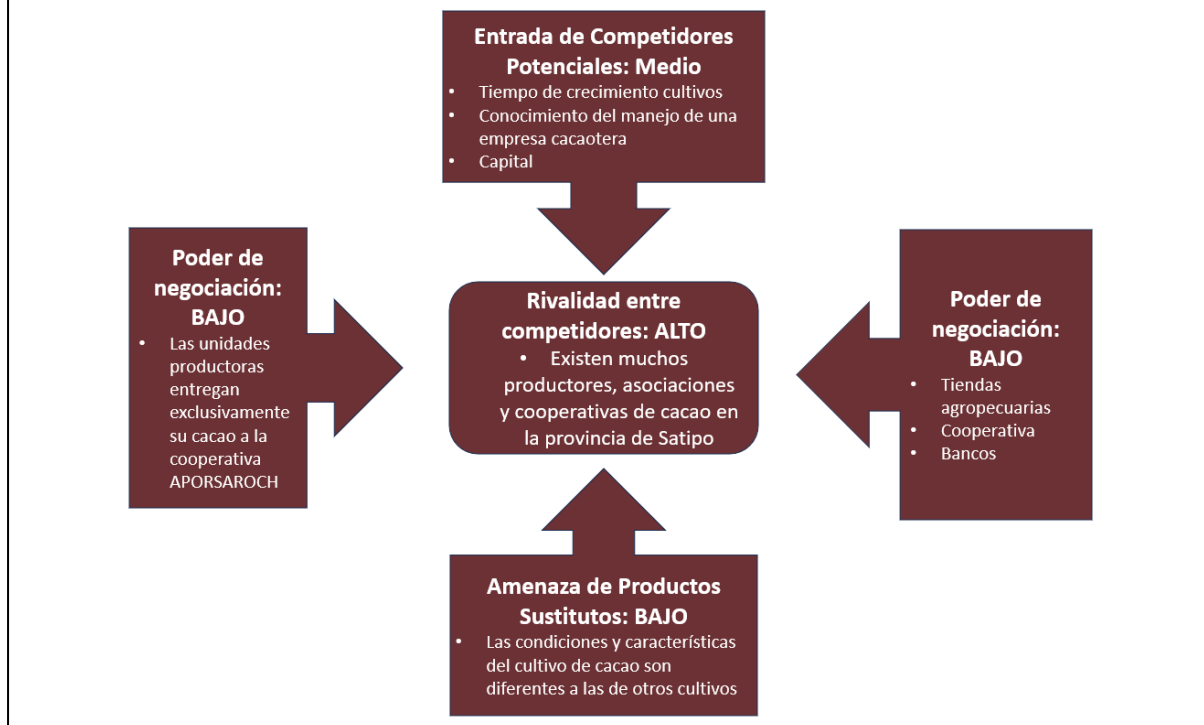 Entrada de Competidores
Potenciales: Medio
• Tiempo de crecimiento cultivos
• Conocimiento del manejo de una
empresa cacaotera
• Capital
Poder de
negociación:
BAJO
• Las unidades
productoras
entregan
exclusivamente
su cacao a la
cooperativa
APORSAROCH
Rivalidad entre
competidores: ALTO
• Existen muchos
productores, asociaciones
y cooperativas de cacao en
la provincia de Satipo
Poder de
negociación:
BAJO
• Tiendas
agropecuarias
• Cooperativa
• Bancos
Amenaza de Productos
Sustitutos: BAJO
• Las condiciones y características
del cultivo de cacao son
diferentes a las de otros cultivos